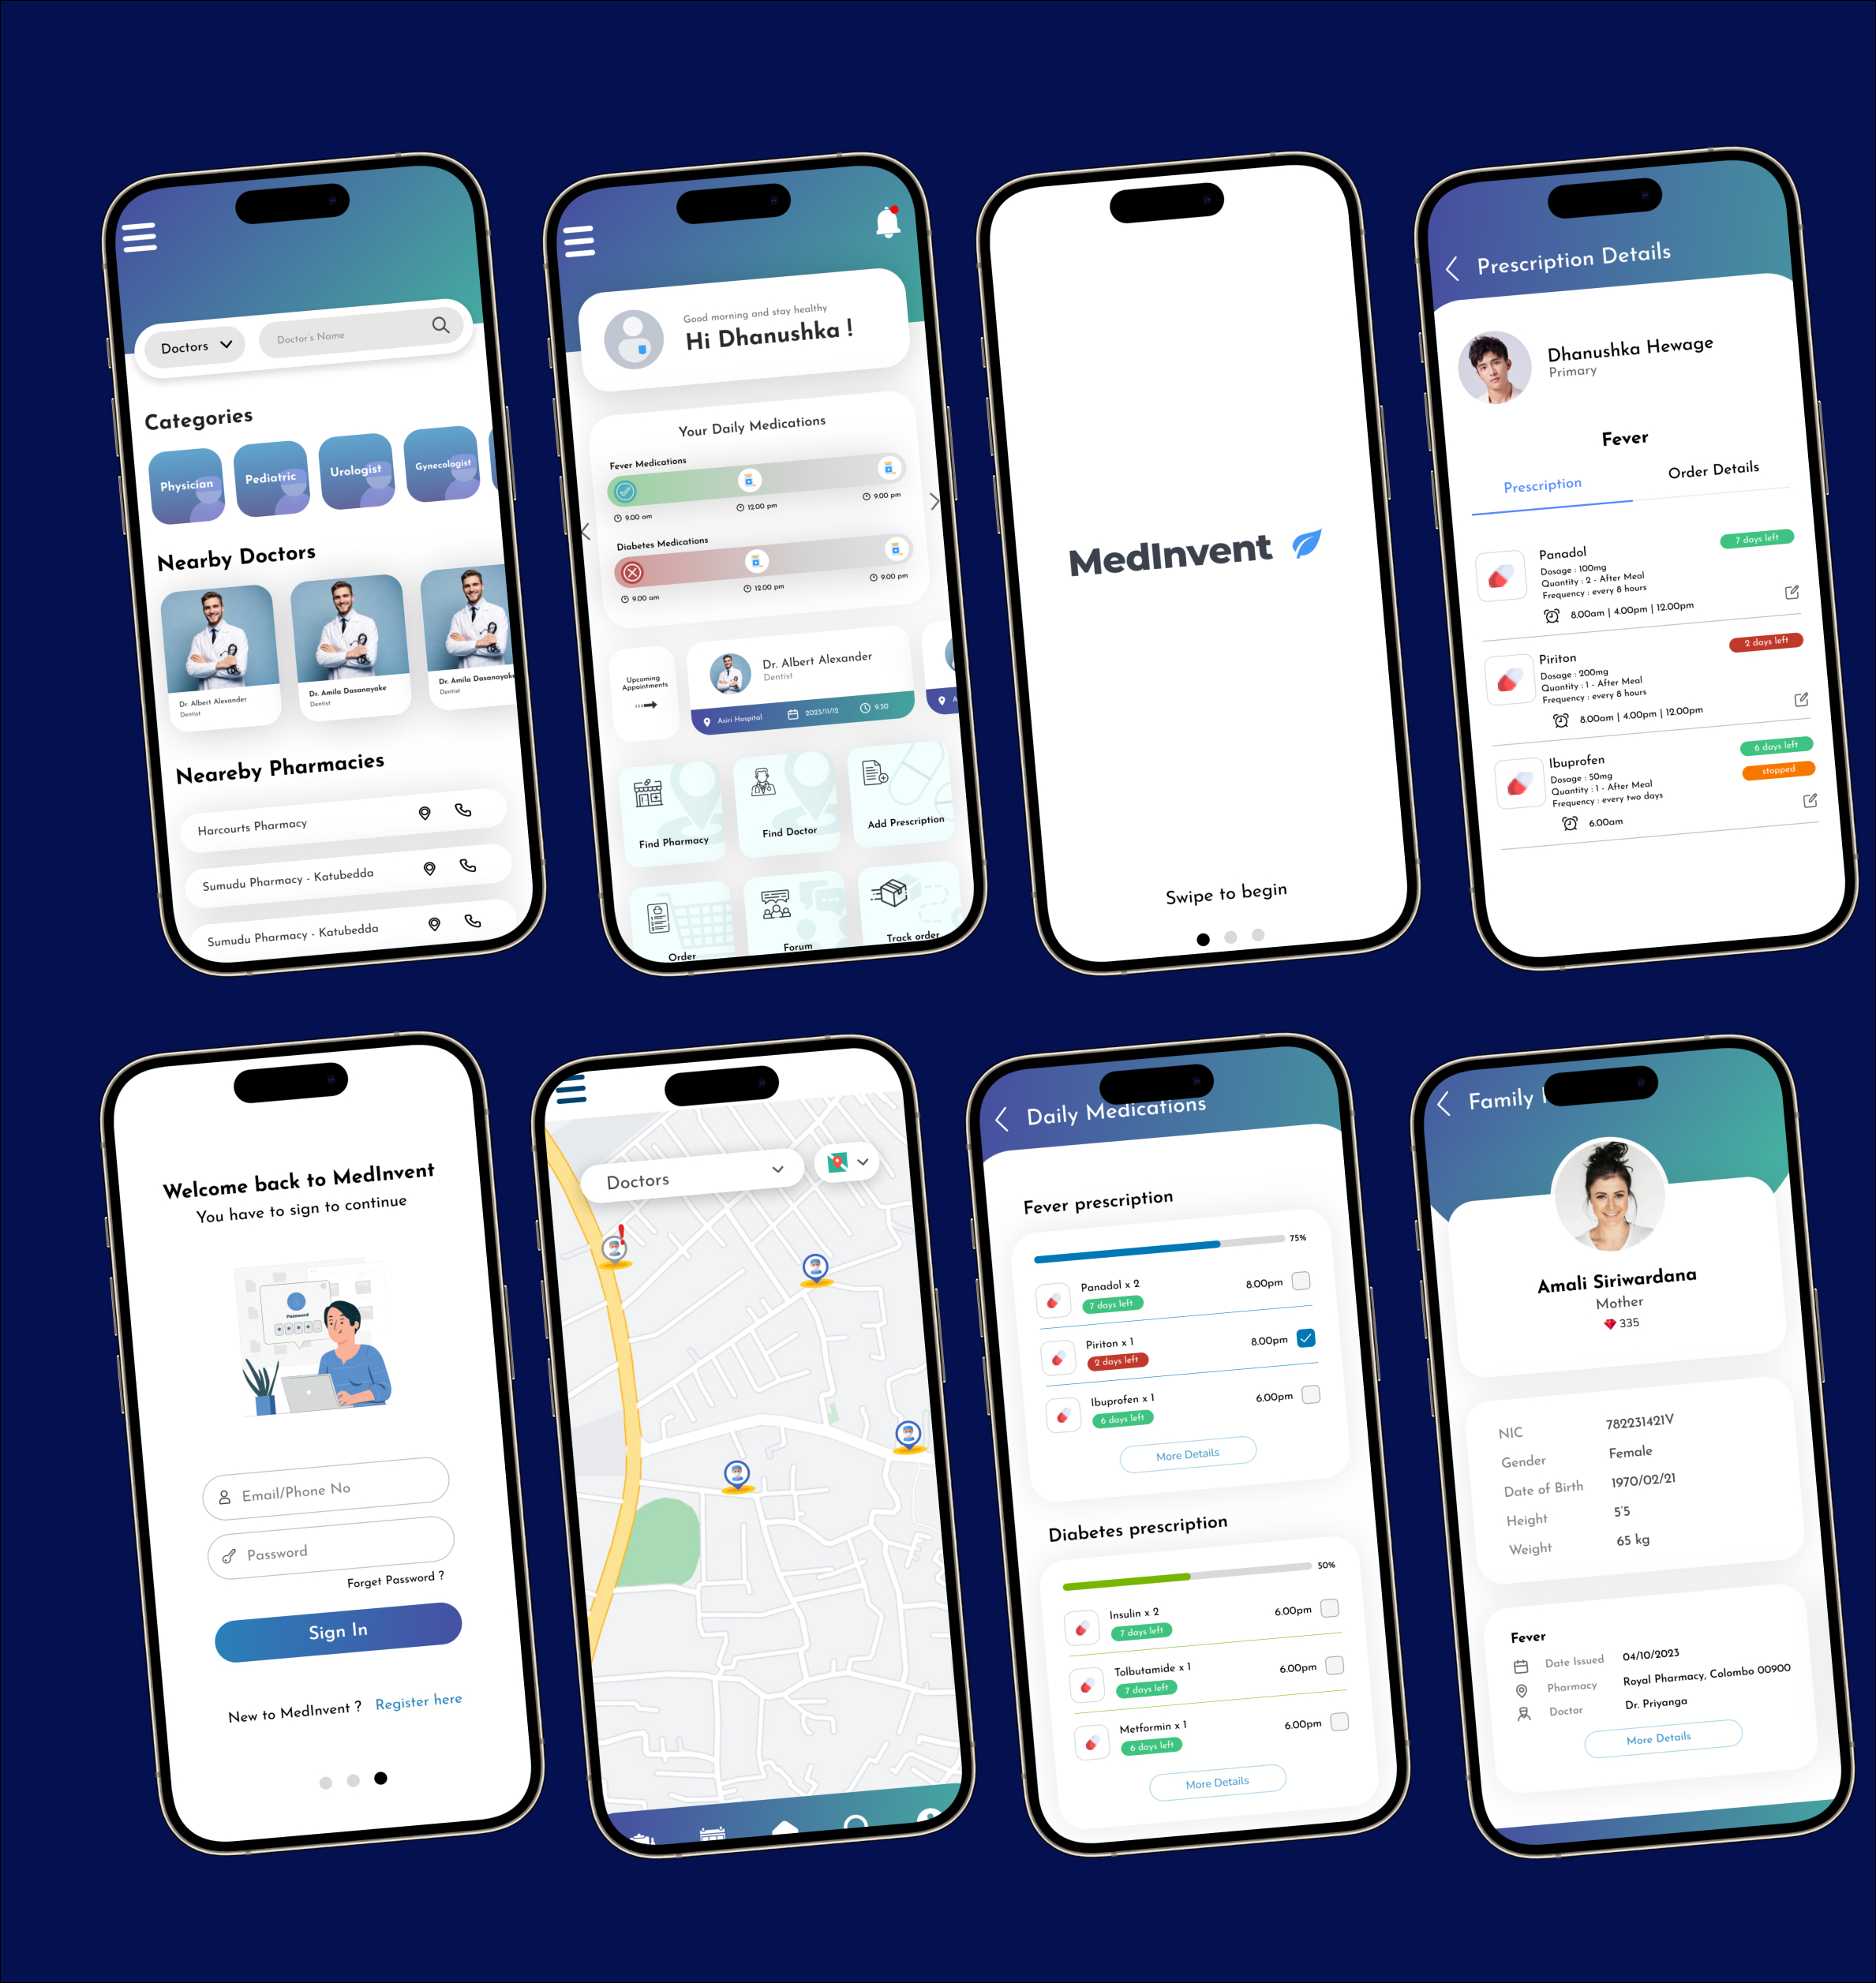 Doctors
Doctor's Name
Categories
Physician
Pediatric
Urologist
Gynecologist
Nearby Doctors
Dr. Albert Alexander
Dentist
Dr. Amila Dasanayake
Dentist
Dr. Amila Dasanayake
Dentist
Neareby Pharmacies
Harcourts Pharmacy
Sumudu Pharmacy - Katubedda
Sumudu Pharmacy - Katubedda
Good morning and stay healthy
Hi Dhanushka !
Your Daily Medications
Fever Medications
9.00 am
12.00 pm
9.00 pm
Diabetes Medications
9.00 am
12.00 pm
9.00 pm
Upcoming
Appointments
Dr. Albert Alexander
Dentist
Asiri Hospital
2023/11/12
9.30
A
Find Pharmacy
Find Doctor
Add Prescription
Order
Forum
Track order
MedInvent
Swipe to begin
Prescription Details
Dhanushka Hewage
Primary
Fever
Prescription
Order Details
Panadol
7 days left
Dosage : 100mg
Quantity : 2 - After Meal
Frequency : every 8 hours
8.00am | 4.00pm | 12.00pm
Piriton
2 days left
Dosage : 200mg
Quantity : 1 - After Meal
Frequency : every 8 hours
8.00am | 4.00pm | 12.00pm
Ibuprofen
6 days left
stopped
Dosage : 50mg
Quantity : 1 - After Meal
Frequency : every two days
6.00am
Welcome back to MedInvent
You have to sign to continue
Password
Email/Phone No
Password
Forget Password ?
Sign In
New to MedInvent ? Register here
Doctors
Daily Medications
Fever prescription
75%
Panadol x 2
7 days left
8.00pm
Piriton x 1
2 days left
8.00pm
Ibuprofen x 1
6 days left
6.00pm
More Details
Diabetes prescription
50%
Insulin x 2
7 days left
6.00pm
Tolbutamide x 1
7 days left
6.00pm
Metformin x 1
6 days left
6.00pm
More Details
Family
Amali Siriwardana
Mother
335
NIC 782231421V
Gender Female
Date of Birth 1970/02/21
Height 5'5
Weight 65 kg
Fever
Date Issued 04/10/2023
Pharmacy Royal Pharmacy, Colombo 00900
Doctor Dr. Priyanga
More Details